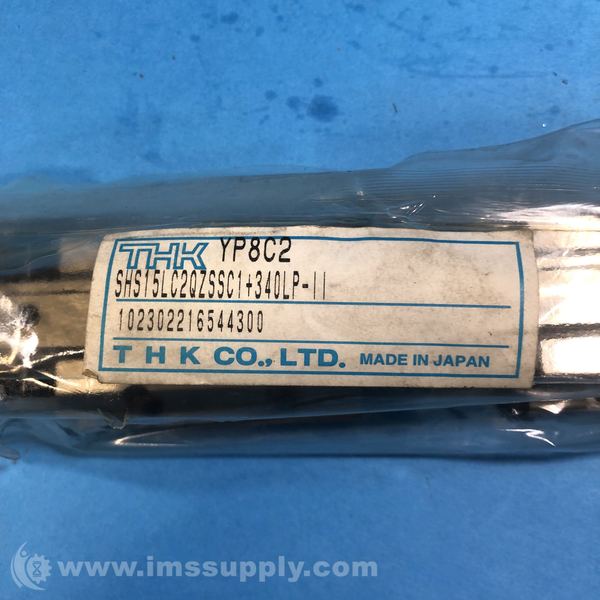 THK YP8C2
SHS15LC2QZSSC1+340LP-II
102302216544300
T H K CO., LTD. MADE IN JAPAN
www.imssupply.com